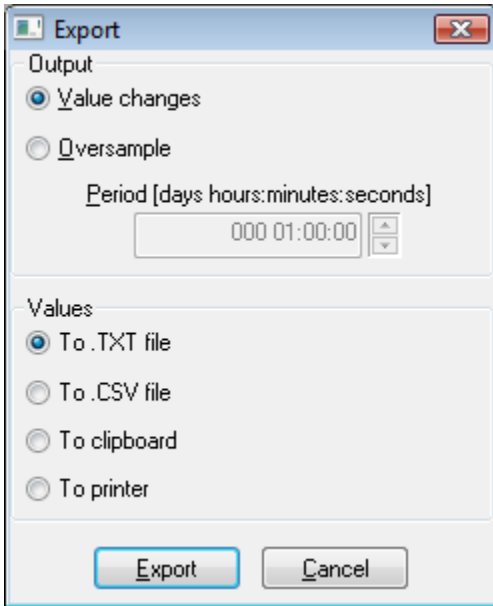 Export
Output
Value changes
Oversample
Period [days hours:minutes:seconds]
000 01:00:00
Values
To .TXT file
To .CSV file
To clipboard
To printer
Export Cancel